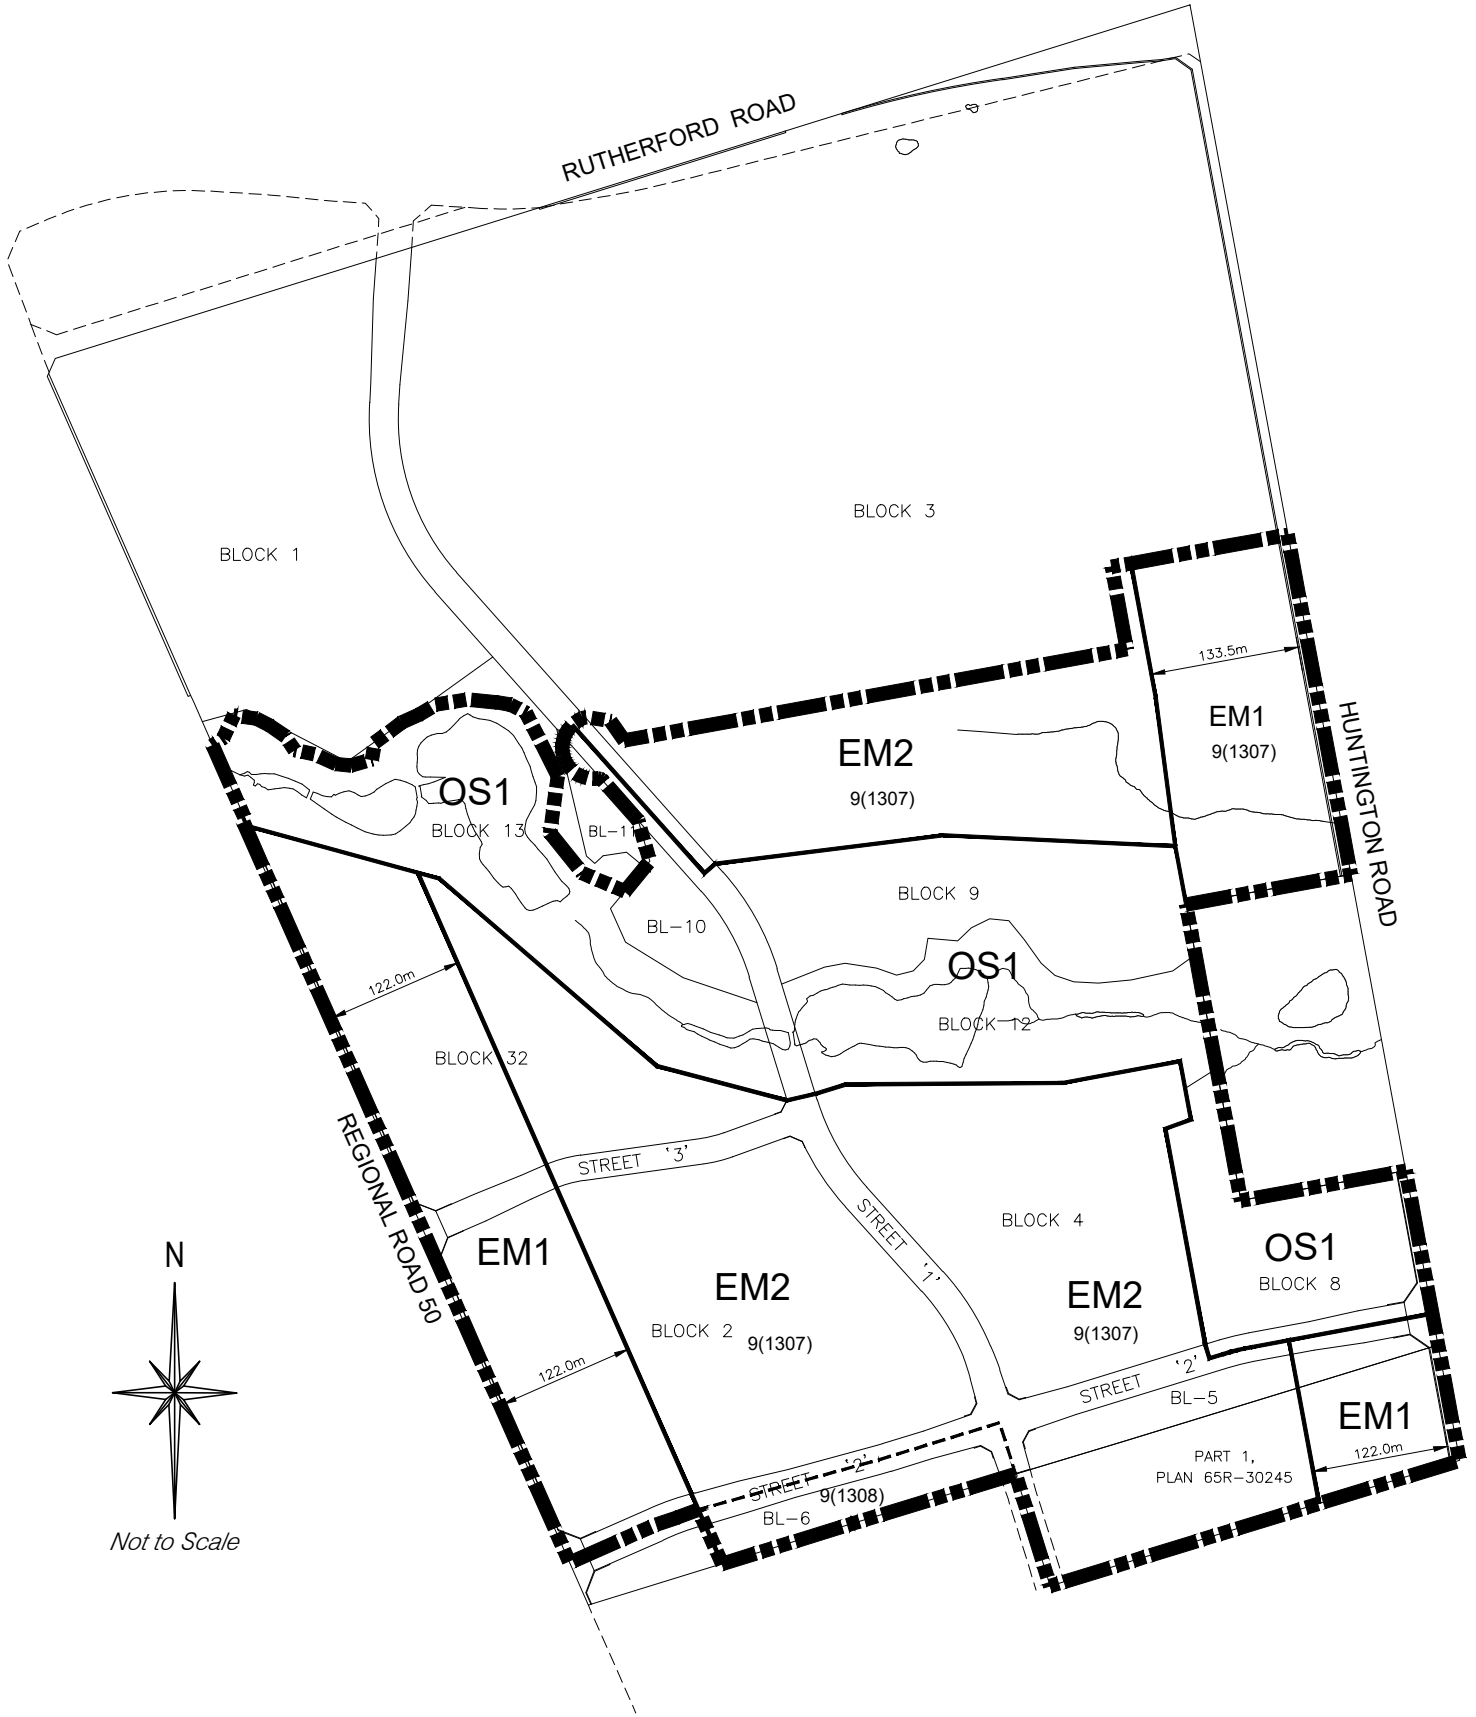 RUTHERFORD ROAD
BLOCK 3
BLOCK 1
133.5m
EM1
9(1307)
HUNTINGTON ROAD
EM2
9(1307)
OS1
BLOCK 13
BL-11
BLOCK 9
BL-10
OS1
BLOCK 12
122.0m
BLOCK 32
REGIONAL ROAD 50
STREET '3'
STREET '1'
BLOCK 4
N
EM1
OS1
BLOCK 8
EM2
BLOCK 2
9(1307)
EM2
9(1307)
122.0m
STREET '2'
BL-5
EM1
122.0m
PART 1,
PLAN 65R-30245
STREET '2'
9(1308)
BL-6
Not to Scale